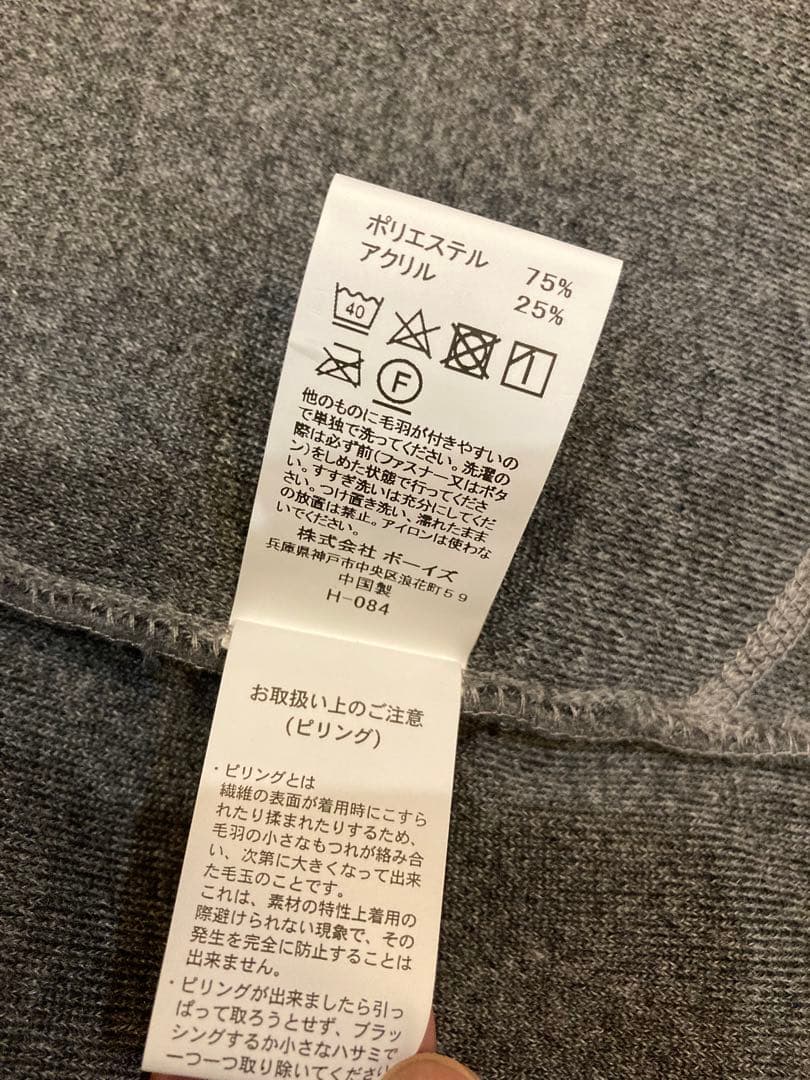 ポリエステル 75%
アクリル 25%
40
F
他のものに毛羽が付きやすいの
で単独で洗ってください。洗濯の
際は必ず前(ファスナー又はボタ
ン)をしめた状態で行ってくださ
い。すすぎ洗いは充分にしてくだ
さい。つけ置き洗い、濡れたまま
の放置は禁止。アイロンは使わな
いでください。
株式会社 ボーイズ
兵庫県神戸市中央区浪花町59
中国製
H-084
お取扱い上のご注意
(ピリング)
・ピリングとは
繊維の表面が着用時にこすら
れたり揉まれたりするため、
毛羽の小さなもつれが絡み合
い、次第に大きくなって出来
た毛玉のことです。
これは、素材の特性上着用の
際避けられない現象で、その
発生を完全に防止することは
出来ません。
・ピリングが出来ましたら引っ
ぱって取ろうとせず、ブラッ
シングするか小さなハサミで
一つ一つ取り除いてください